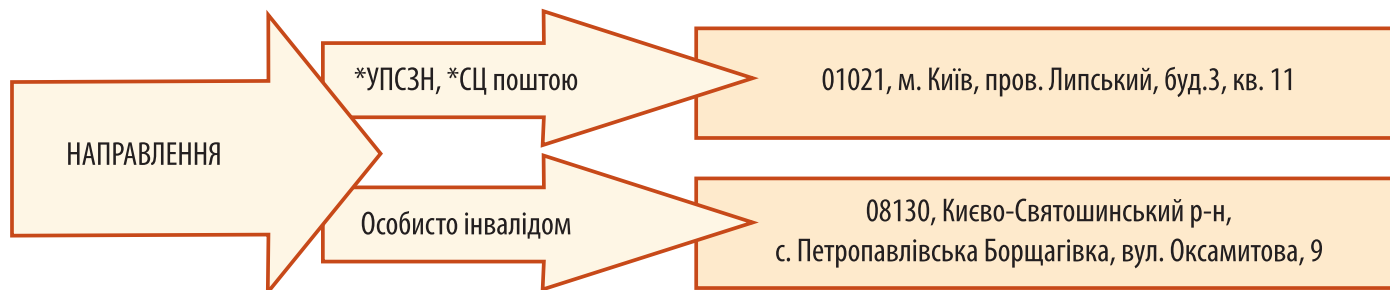 НАПРАВЛЕННЯ
*УПСЗН, *СЦ поштою
01021, м. Київ, пров. Липський, буд.3, кв. 11
Особисто інвалідом
08130, Києво-Святошинський р-н,
с. Петропавлівська Борщагівка, вул. Оксамитова, 9